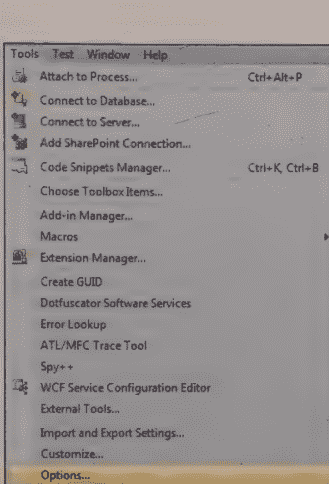 Tools Test Window Help
Attach to Process... Ctrl+Alt+P
Connect to Database...
Connect to Server...
Add SharePoint Connection...
Code Snippets Manager... Ctrl+K, Ctrl+B
Choose Toolbox Items...
Add-in Manager...
Macros
Extension Manager...
Create GUID
Dotfuscator Software Services
Error Lookup
ATL/MFC Trace Tool
Spy++
WCF Service Configuration Editor
External Tools...
Import and Export Settings...
Customize...
Options...